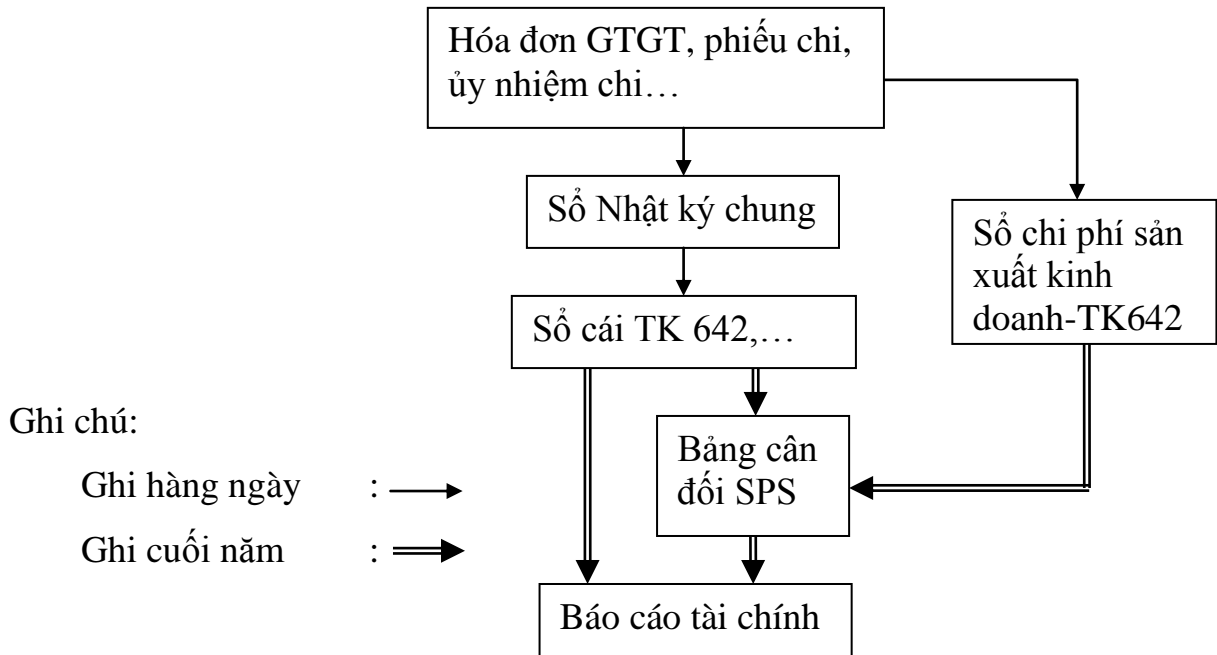 Hóa đơn GTGT, phiếu chi,
ủy nhiệm chi…
Sổ Nhật ký chung
Sổ chi phí sản
xuất kinh
doanh-TK642
Sổ cái TK 642,…
Ghi chú:
Bảng cân
đối SPS
Ghi hàng ngày :
Ghi cuối năm :
Báo cáo tài chính